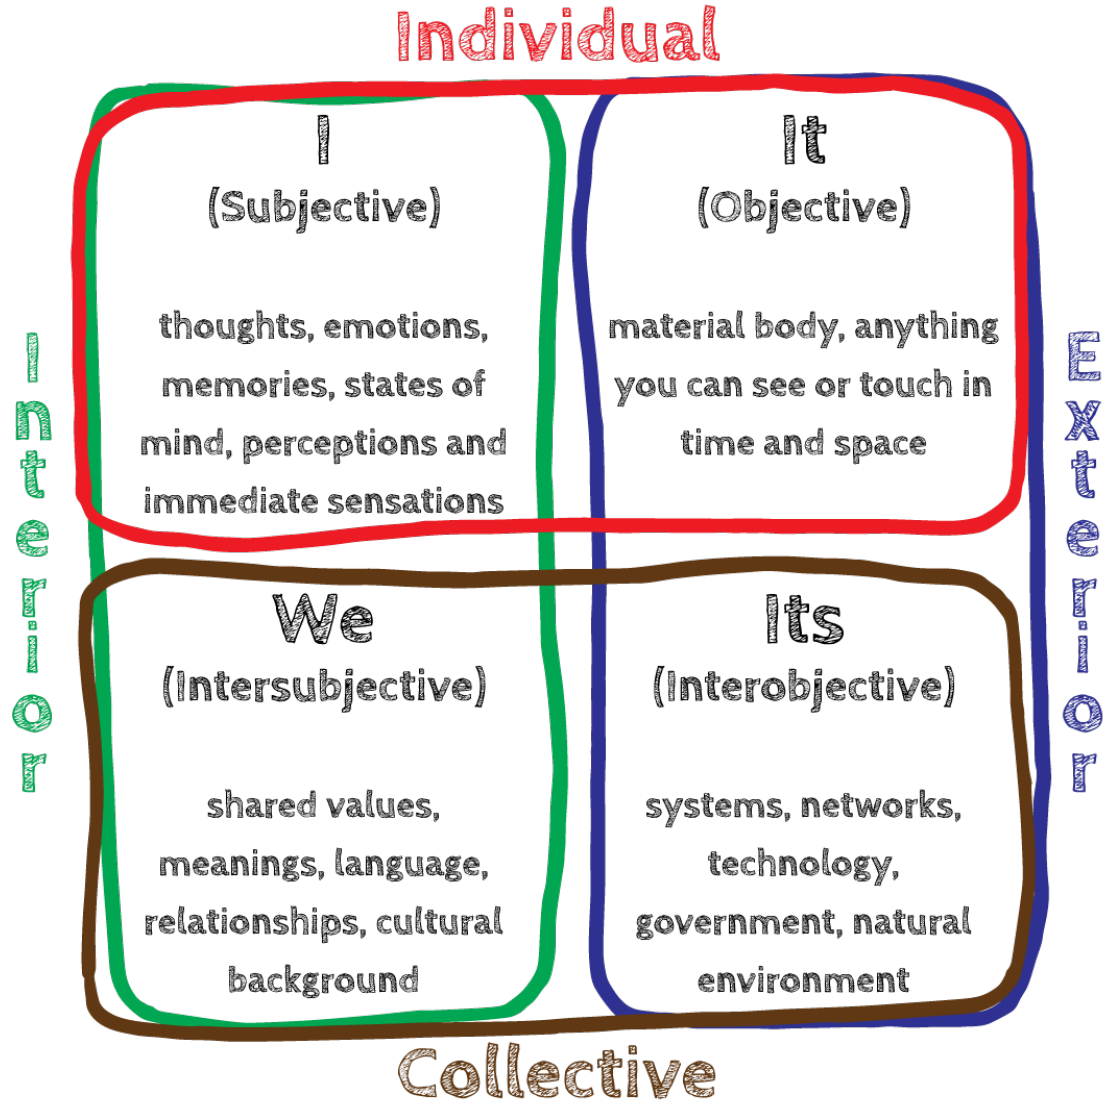 Individual
I
(Subjective)
thoughts, emotions,
memories, states of
mind, perceptions and
immediate sensations
It
(Objective)
material body, anything
you can see or touch in
time and space
Interior
Exterior
We
(Intersubjective)
shared values,
meanings, language,
relationships, cultural
background
Its
(Interobjective)
systems, networks,
technology,
government, natural
environment
Collective